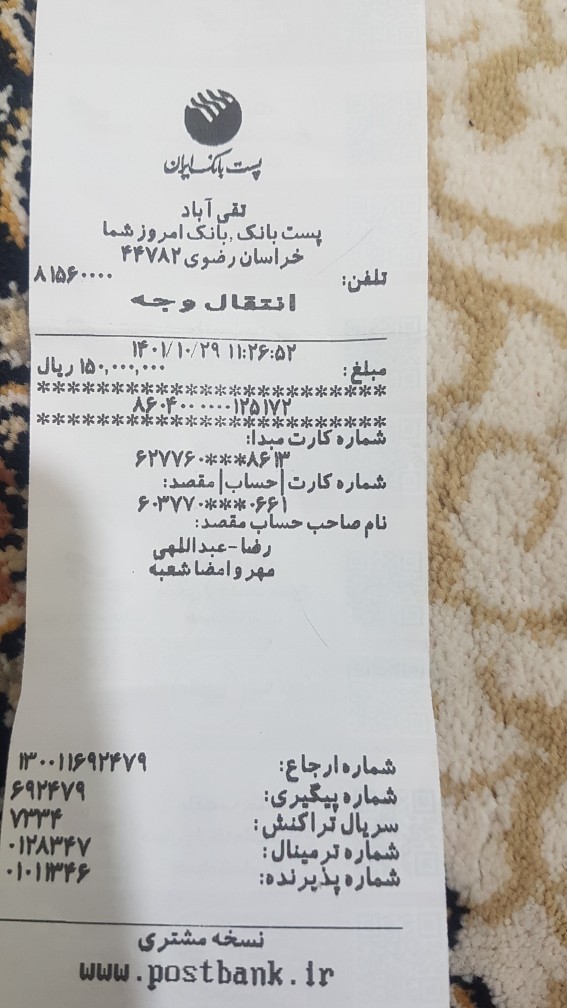 پست بانک ایران
تقی آباد
پست بانک,بانک امروز شما
خراسان رضوی ۴۴۷۸۲
تلفن: ۸۱۵۶۰۰۰۰
انتقال وجه
۱۴۰۱/۱۰/۲۹ ۱۱:۲۶:۵۲
مبلغ: ۱۵۰,۰۰۰,۰۰۰ ریال
************************
۸۶۰۴۰۰۰۰۰۰۰۱۲۵۱۷۲
************************
شماره کارت مبدا:
۶۲۷۷۶۰***۸۶۱۳
شماره کارت|حساب|مقصد:
۶۰۳۷۷۰***۰۶۶۱
نام صاحب حساب مقصد:
رضا-عبداللهی
مهر و امضا شعبه
شماره ارجاع: ۱۳۰۰۱۱۶۹۲۴۷۹
شماره پیگیری: ۶۹۲۴۷۹
سریال تراکنش: ۷۳۳۴
شماره ترمینال: ۰۱۲۸۳۴۷
شماره پذیرنده: ۰۱۰۱۱۳۴۶
نسخه مشتری
www.postbank.ir